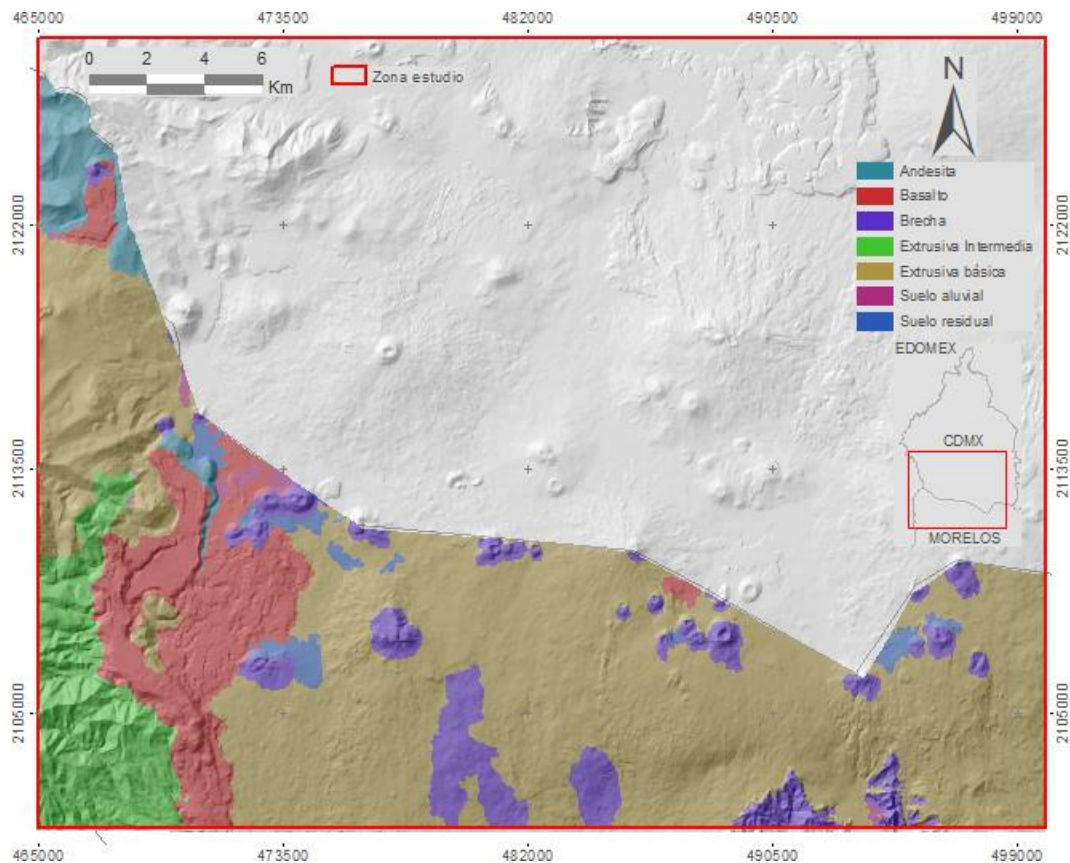 465000 473500 482000 490500 499000
0 2 4 6
Km
Zona estudio
N
Andesita
Basalto
Brecha
Extrusiva Intermedia
Extrusiva básica
Suelo aluvial
Suelo residual
EDOMEX
CDMX
MORELOS
2122000
2113500
2105000
2122000
2113500
2105000
465000 473500 482000 490500 499000